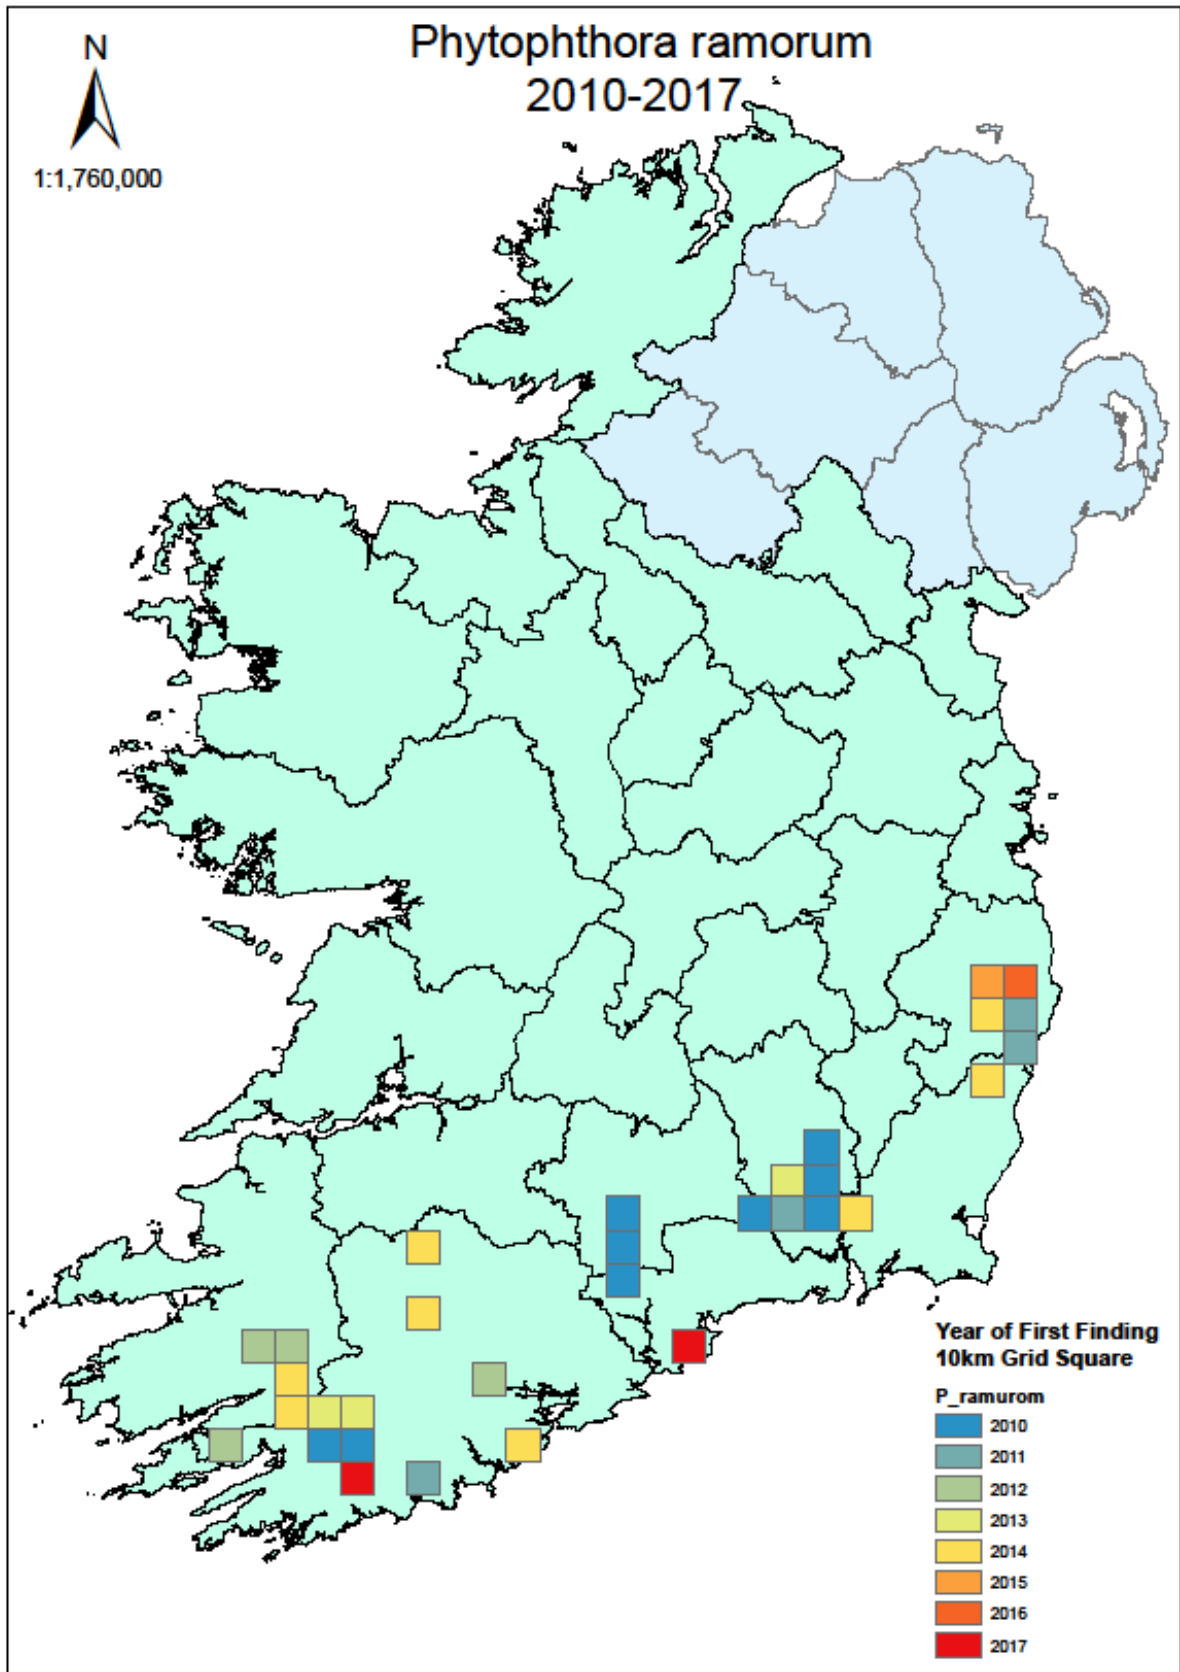 Phytophthora ramorum
2010-2017
N
1:1,760,000
Year of First Finding
10km Grid Square
P_ramurom
2010
2011
2012
2013
2014
2015
2016
2017